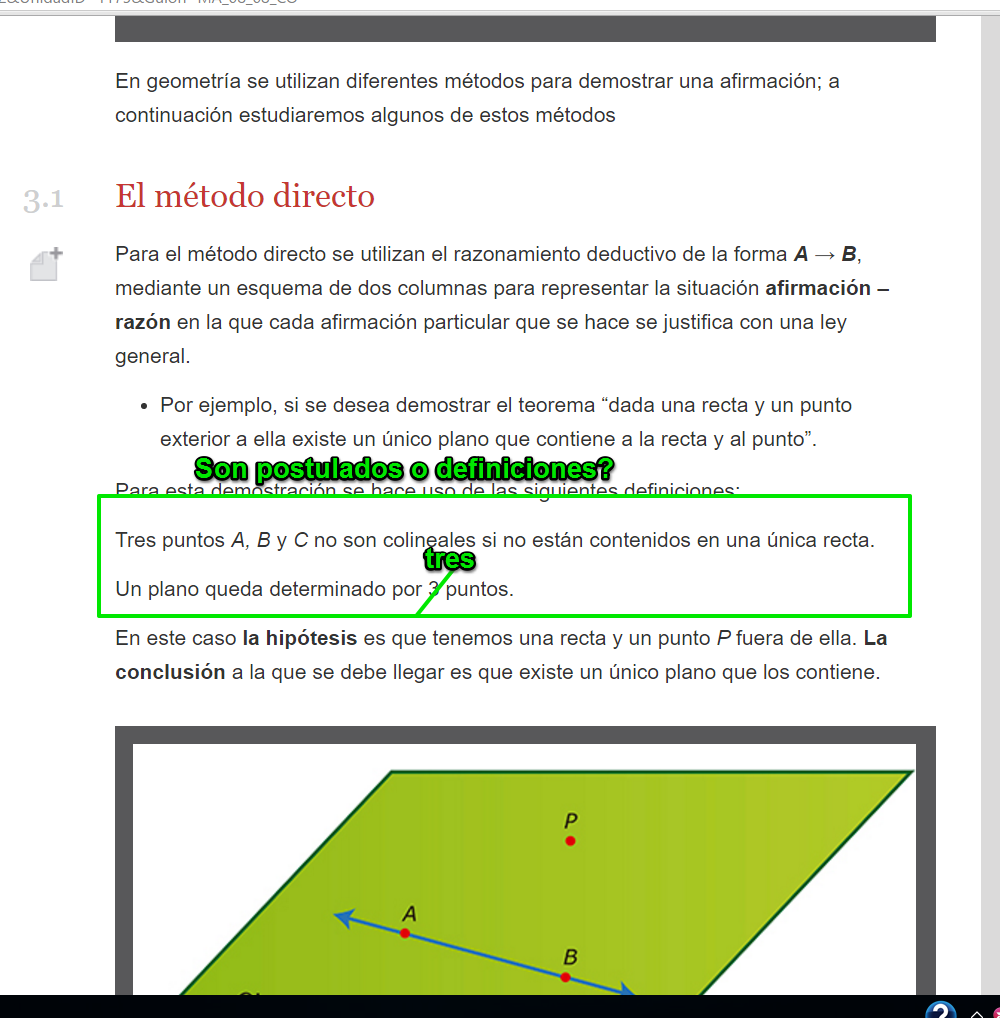 En geometría se utilizan diferentes métodos para demostrar una afirmación; a
continuación estudiaremos algunos de estos métodos
3.1 El método directo
Para el método directo se utilizan el razonamiento deductivo de la forma A → B,
mediante un esquema de dos columnas para representar la situación afirmación –
razón en la que cada afirmación particular que se hace se justifica con una ley
general.
• Por ejemplo, si se desea demostrar el teorema “dada una recta y un punto
exterior a ella existe un único plano que contiene a la recta y al punto”.
Son postulados o definiciones?
Para esta demostración se hace uso de las siguientes definiciones:
Tres puntos A, B y C no son colineales si no están contenidos en una única recta.
tres
Un plano queda determinado por 3 puntos.
En este caso la hipótesis es que tenemos una recta y un punto P fuera de ella. La
conclusión a la que se debe llegar es que existe un único plano que los contiene.
P
A
B
?